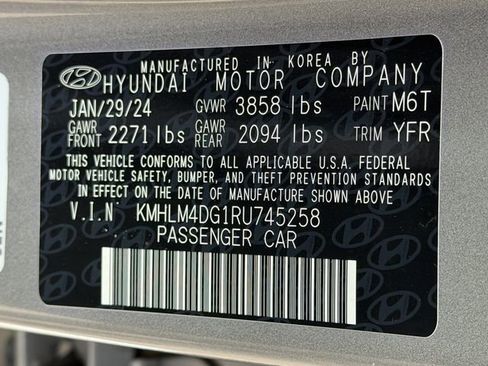 MANUFACTURED IN KOREA BY
HYUNDAI MOTOR COMPANY
JAN/29/24 GVWR 3858 lbs PAINT M6T
GAWR FRONT 2271 lbs GAWR REAR 2094 lbs TRIM YFR
THIS VEHICLE CONFORMS TO ALL APPLICABLE U.S.A. FEDERAL
MOTOR VEHICLE SAFETY, BUMPER, AND THEFT PREVENTION STANDARDS
IN EFFECT ON THE DATE OF MANUFACTURE SHOWN ABOVE
V.I.N KMHLM4DG1RU745258
PASSENGER CAR